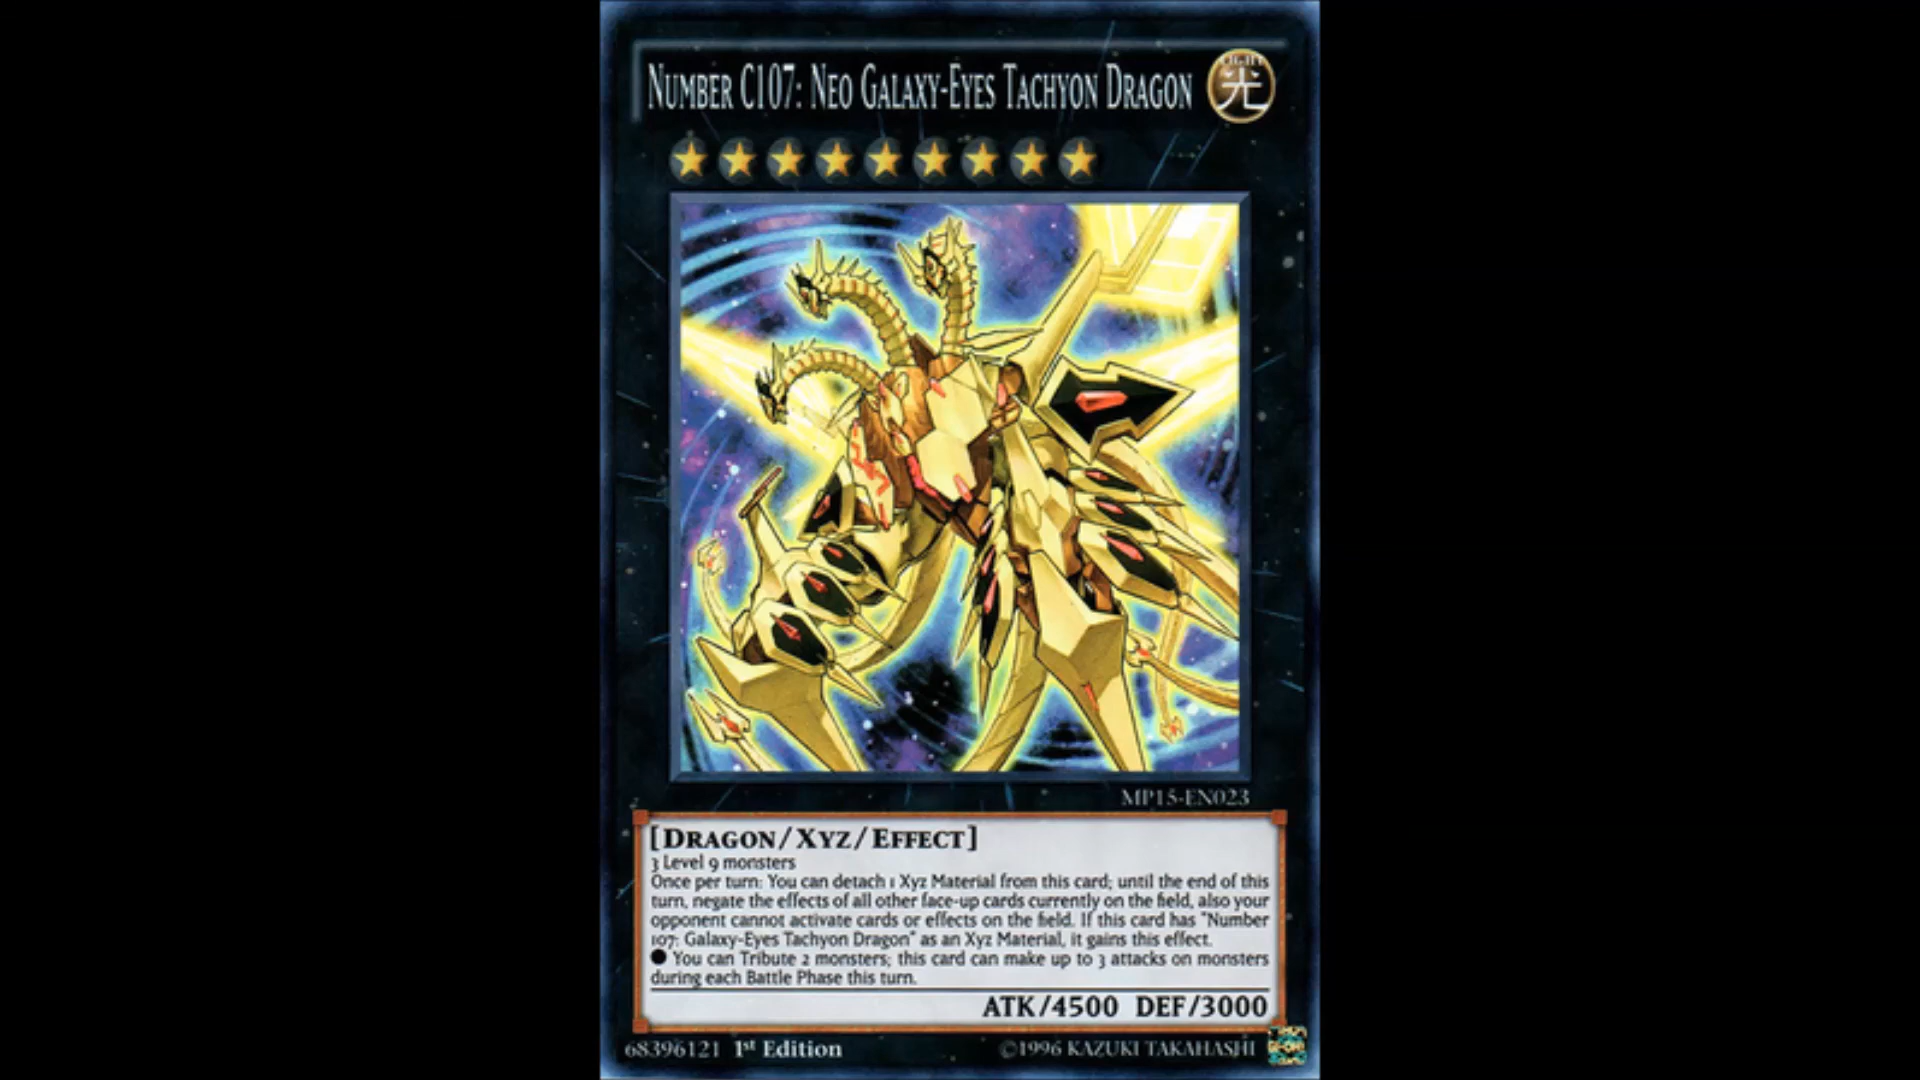 NUMBER C107: NEO GALAXY-EYES TACHYON DRAGON
LIGHT
光
MP15-EN023
[DRAGON/XYZ/EFFECT]
3 Level 9 monsters
Once per turn: You can detach 1 Xyz Material from this card; until the end of this
turn, negate the effects of all other face-up cards currently on the field, also your
opponent cannot activate cards or effects on the field. If this card has "Number
107: Galaxy-Eyes Tachyon Dragon" as an Xyz Material, it gains this effect.
● You can Tribute 2 monsters; this card can make up to 3 attacks on monsters
during each Battle Phase this turn.
ATK/4500 DEF/3000
68396121 1st Edition ©1996 KAZUKI TAKAHASHI